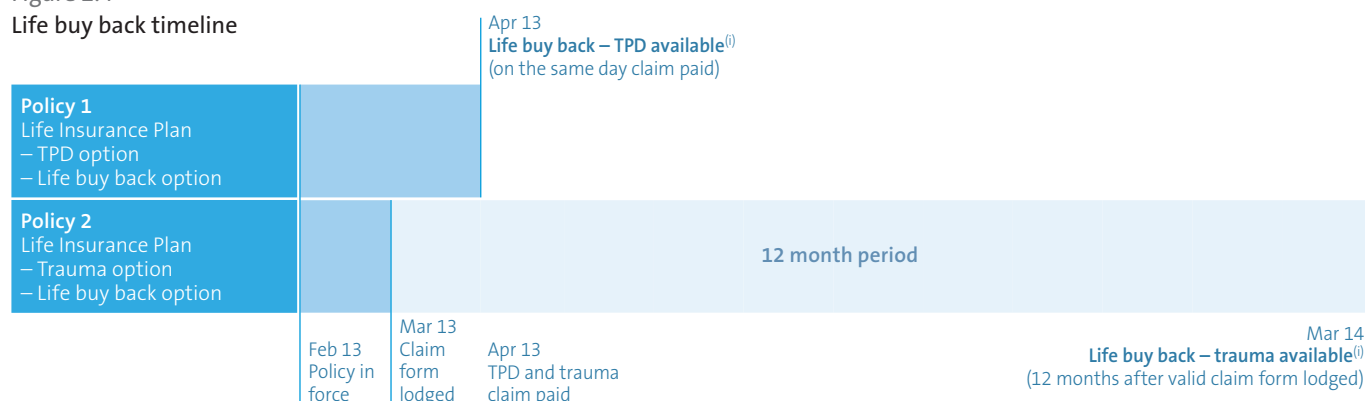 Life buy back timeline
Apr 13
Life buy back – TPD available(i)
(on the same day claim paid)
Policy 1
Life Insurance Plan
– TPD option
– Life buy back option
Policy 2
Life Insurance Plan
– Trauma option
– Life buy back option
12 month period
Feb 13
Policy in
force
Mar 13
Claim
form
lodged
Apr 13
TPD and trauma
claim paid
Mar 14
Life buy back – trauma available(i)
(12 months after valid claim form lodged)